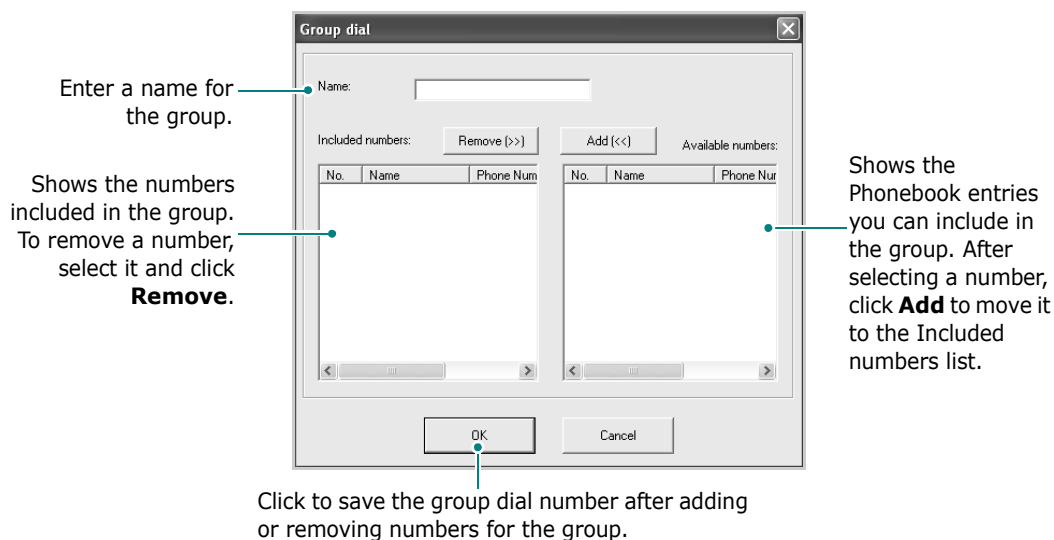 Group dial
Enter a name for
the group.
Name:
Included numbers:
Remove (>>)
Add (<<)
Available numbers:
Shows the numbers
included in the group.
To remove a number,
select it and click
Remove.
No. Name Phone Num
No. Name Phone Nur
Shows the
Phonebook entries
you can include in
the group. After
selecting a number,
click Add to move it
to the Included
numbers list.
OK
Cancel
Click to save the group dial number after adding
or removing numbers for the group.